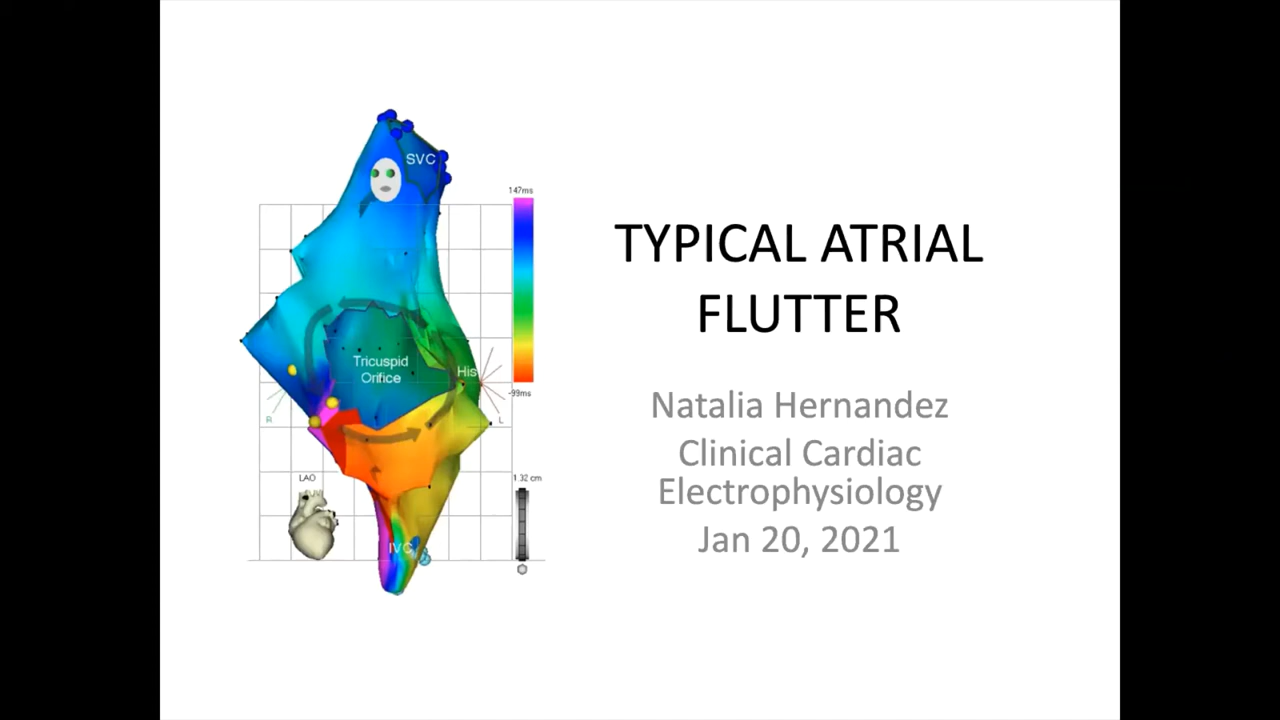 SVC
147ms
TYPICAL ATRIAL
FLUTTER
Tricuspid
Orifice
His
-99ms
R
L
Natalia Hernandez
Clinical Cardiac
Electrophysiology
Jan 20, 2021
LAO
1.32 cm
IVC